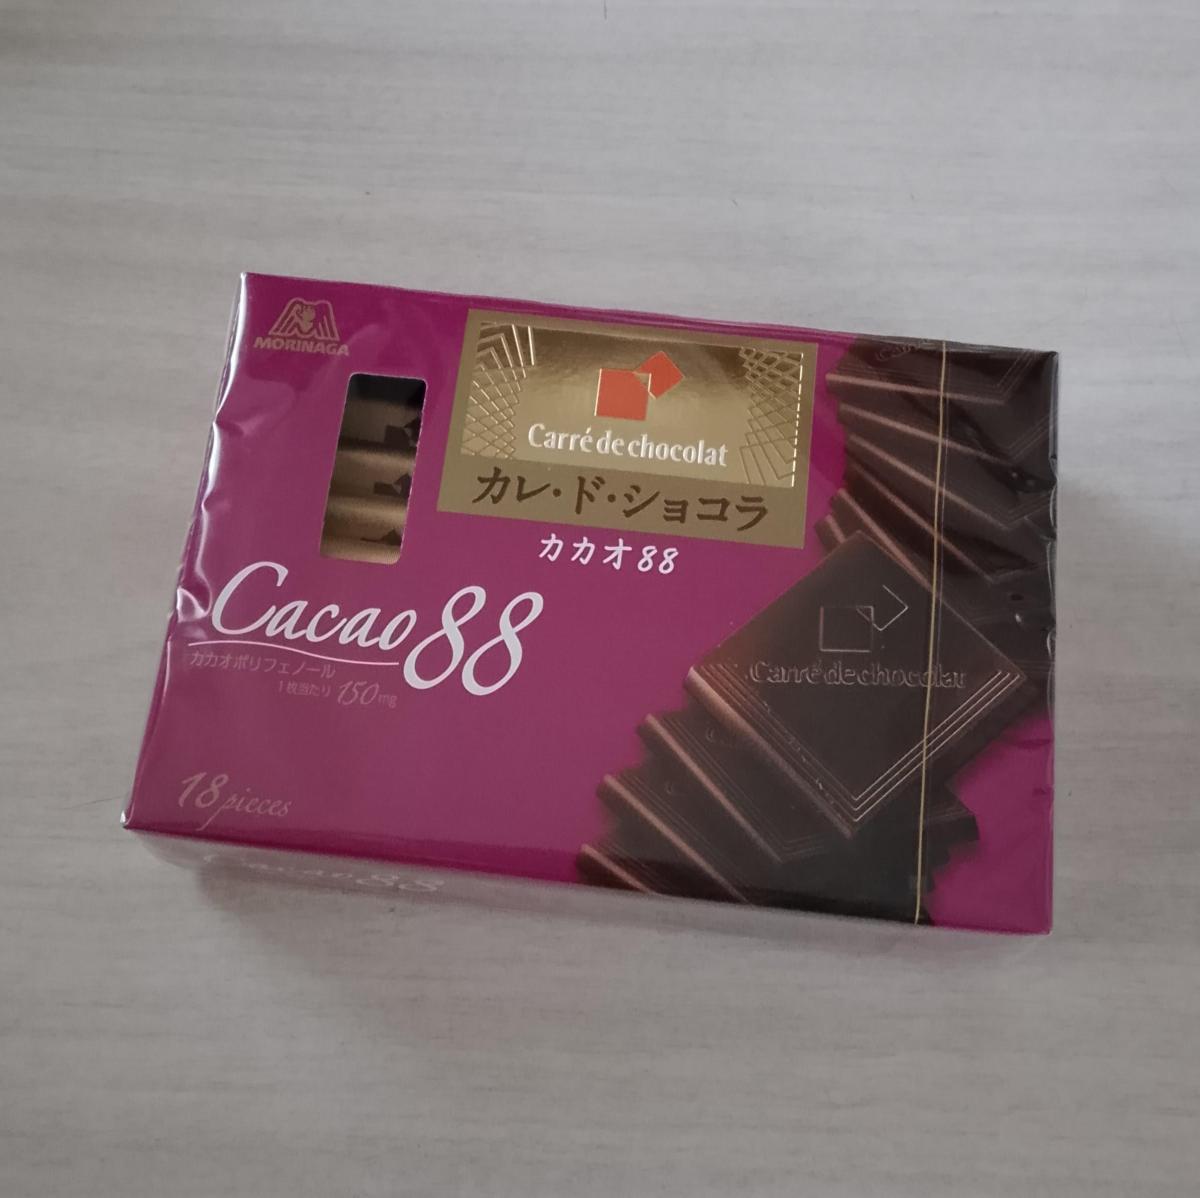 MORINAGA
Carré de chocolat
カレ・ド・ショコラ
カカオ88
Cacao 88
カカオポリフェノール
1枚当たり 150mg
18 pieces
Carré de chocolat
Cacao 88